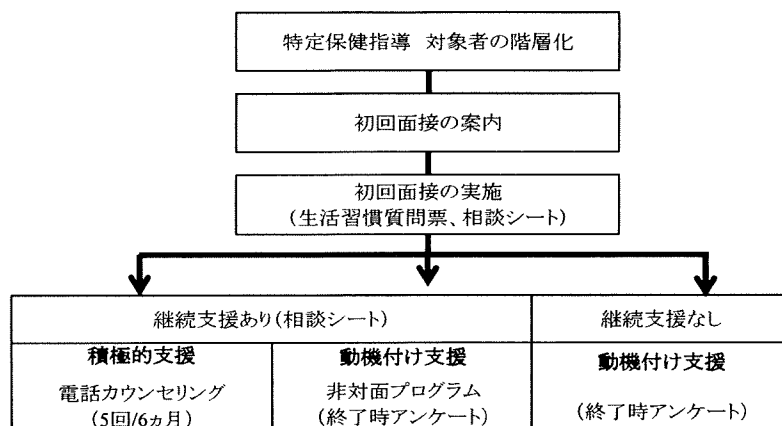 特定保健指導 対象者の階層化
初回面接の案内
初回面接の実施
(生活習慣質問票、相談シート)
継続支援あり(相談シート)
継続支援なし
積極的支援
動機付け支援
動機付け支援
電話カウンセリング
(5回/6ヵ月)
非対面プログラム
(終了時アンケート)
(終了時アンケート)